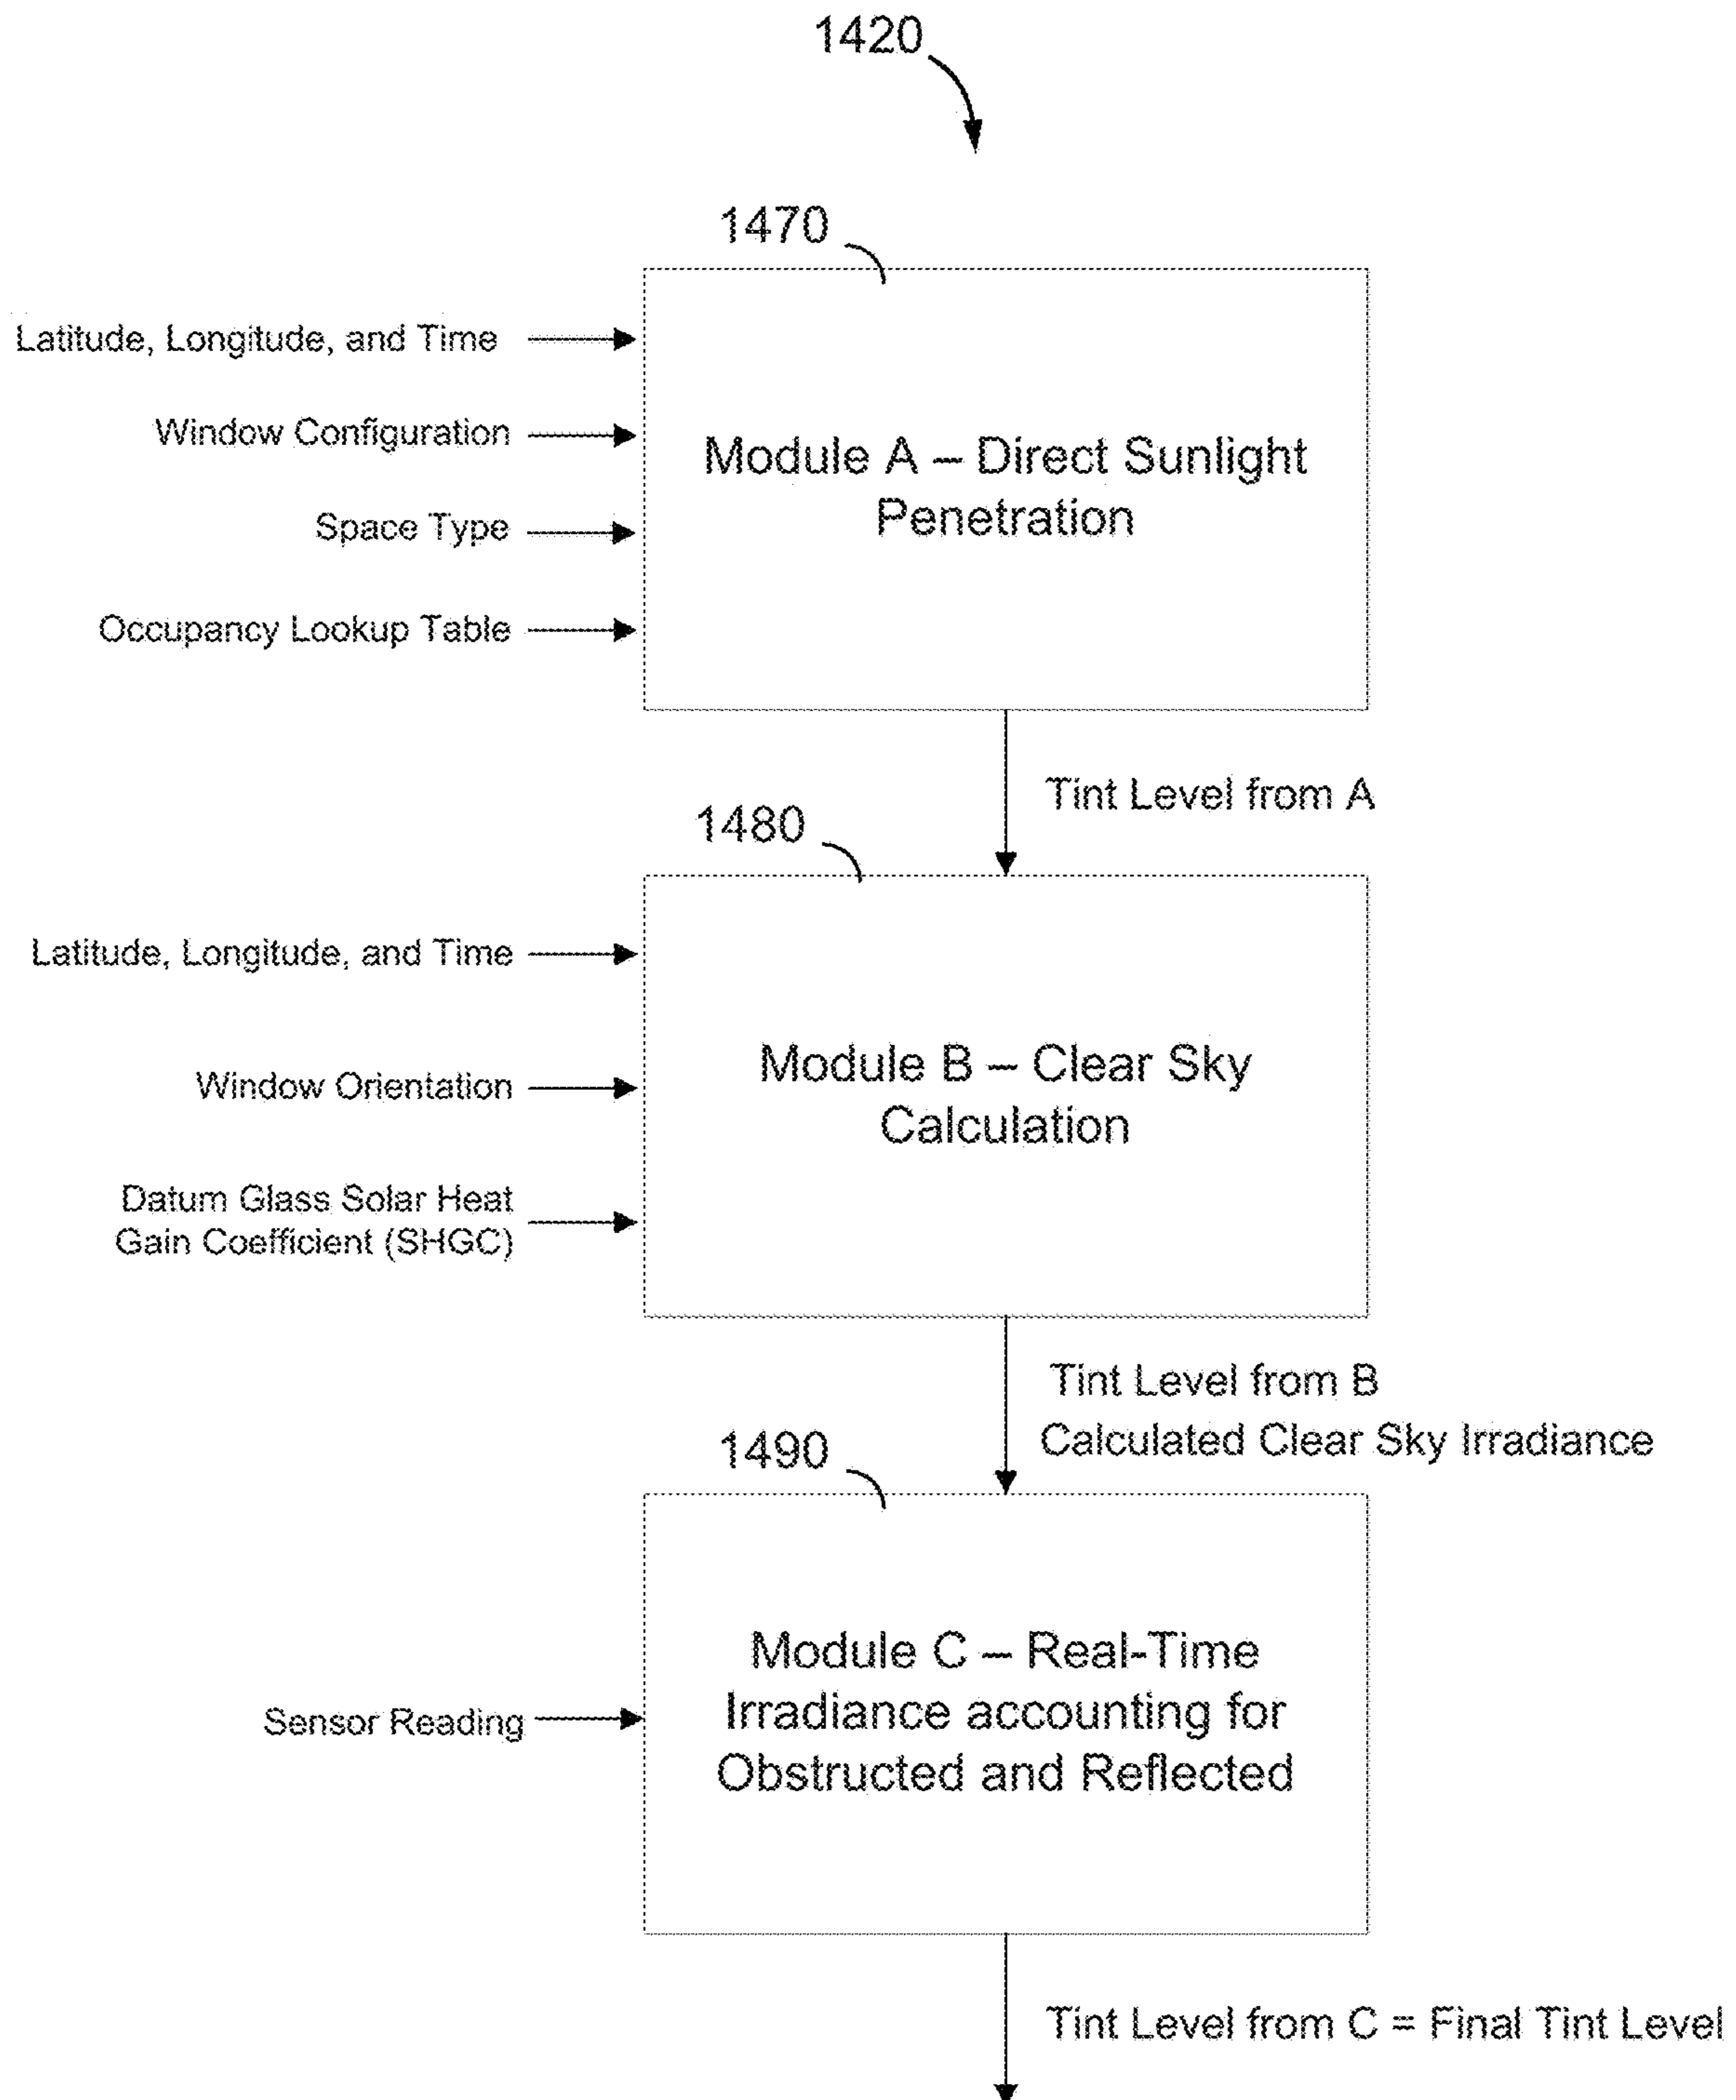 1420
1470
Latitude, Longitude, and Time
Window Configuration
Space Type
Occupancy Lookup Table
Module A – Direct Sunlight
Penetration
Tint Level from A
1480
Latitude, Longitude, and Time
Window Orientation
Datum Glass Solar Heat
Gain Coefficient (SHGC)
Module B – Clear Sky
Calculation
Tint Level from B
Calculated Clear Sky Irradiance
1490
Sensor Reading
Module C – Real-Time
Irradiance accounting for
Obstructed and Reflected
Tint Level from C = Final Tint Level